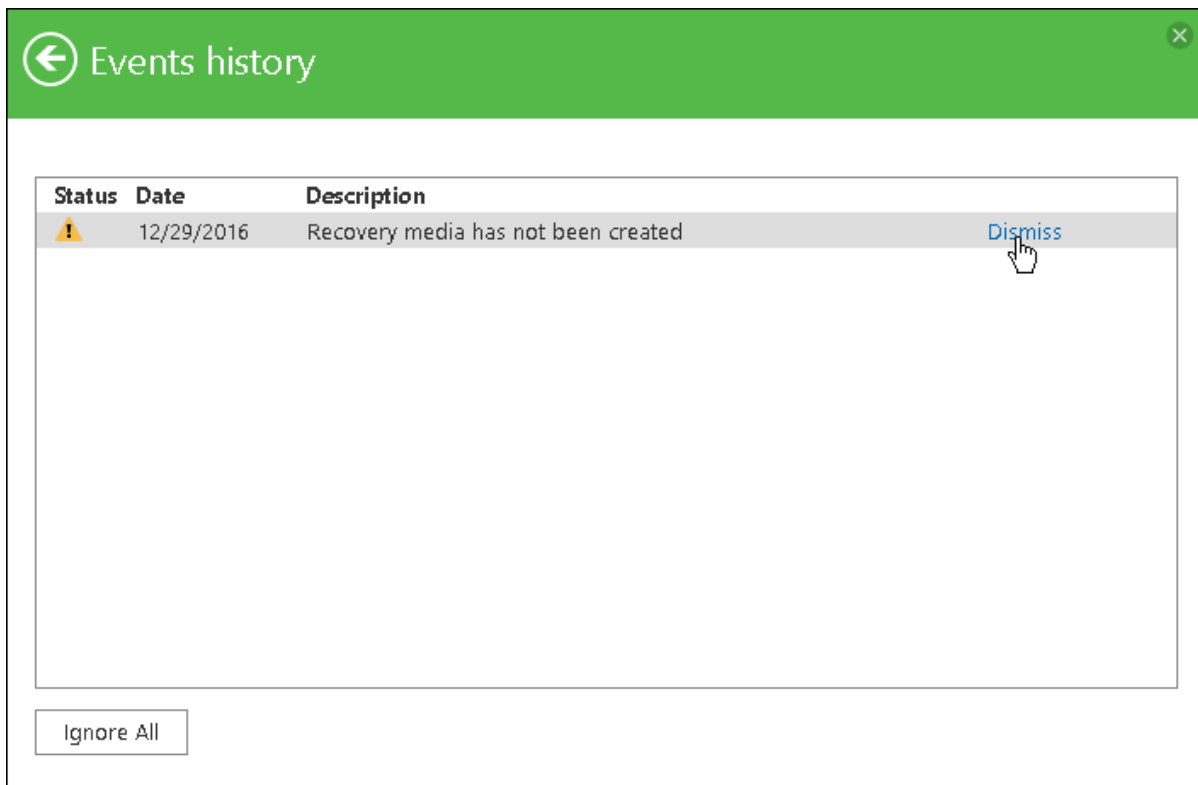 Events history
Status Date Description
12/29/2016 Recovery media has not been created Dismiss
Ignore All